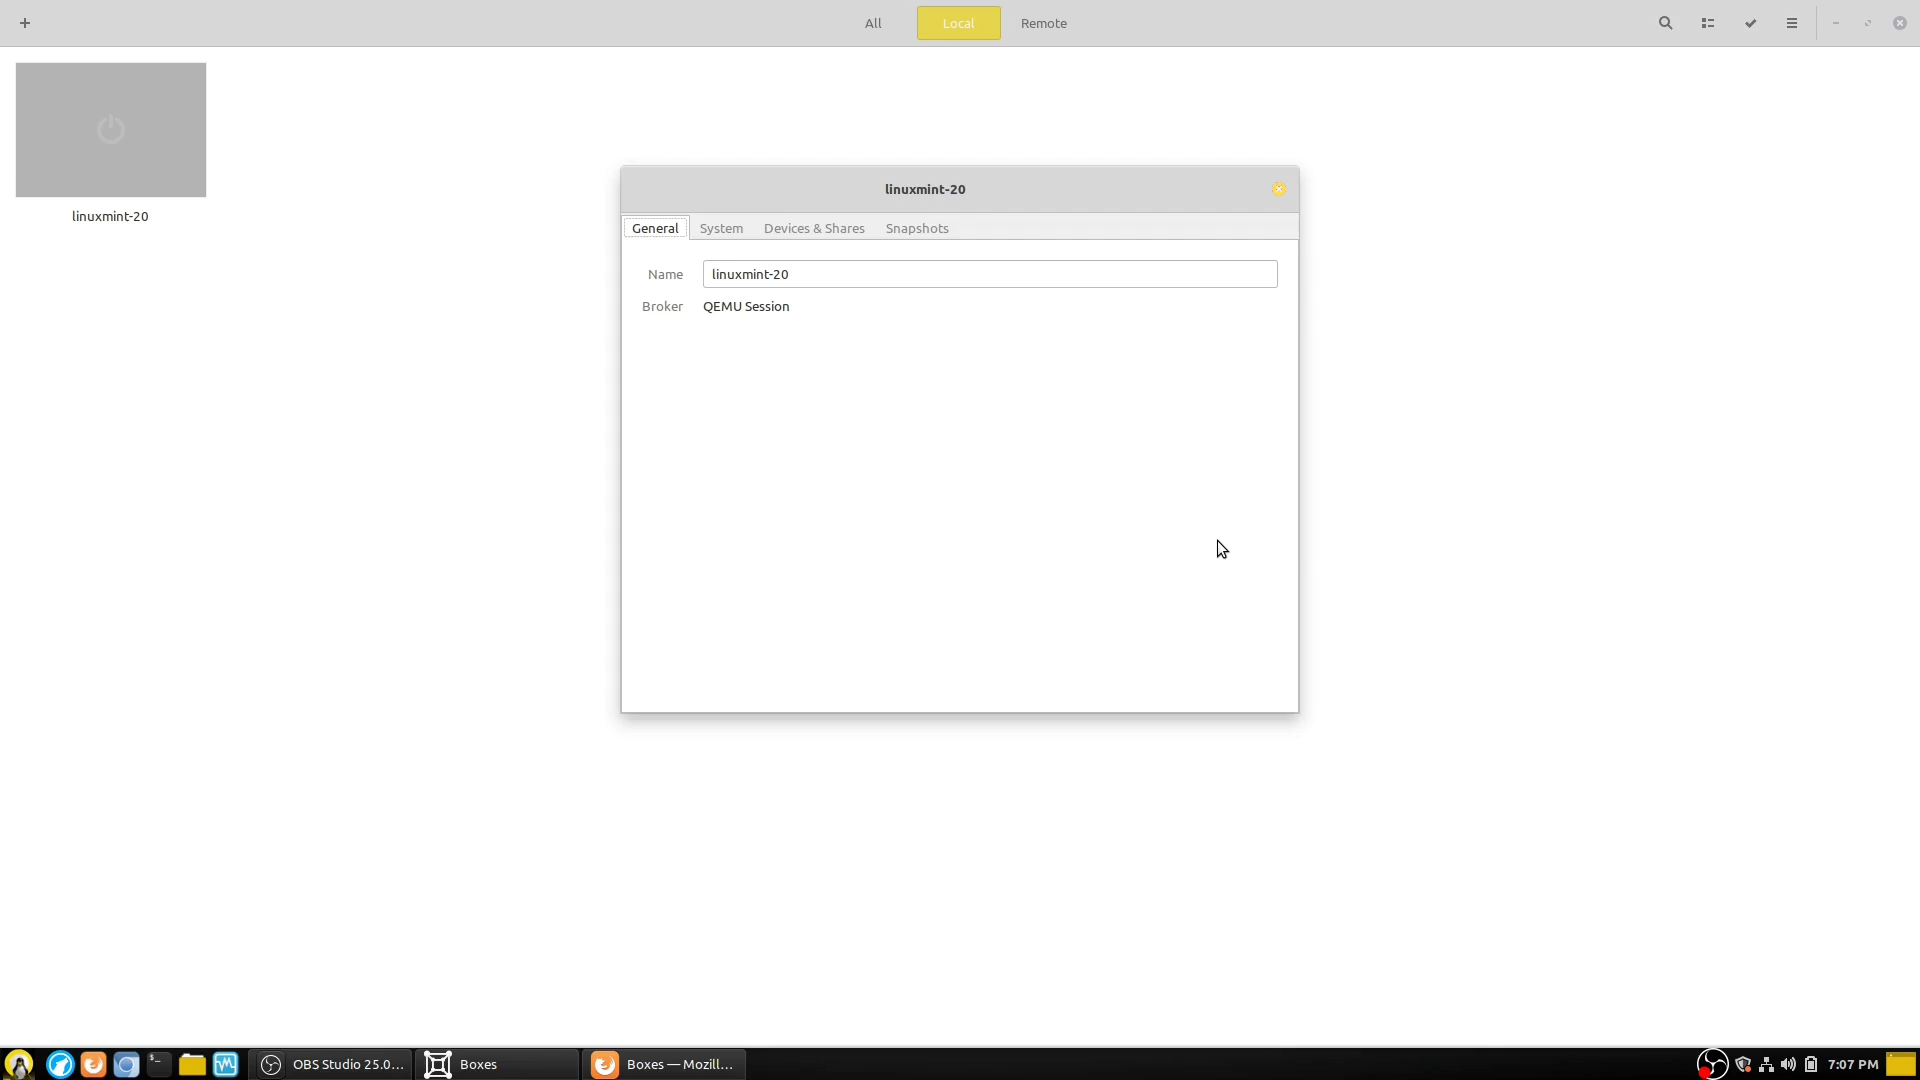 All Local Remote
linuxmint-20
linuxmint-20
General System Devices & Shares Snapshots
Name linuxmint-20
Broker QEMU Session
OBS Studio 25.0... Boxes Boxes — Mozill... 7:07 PM